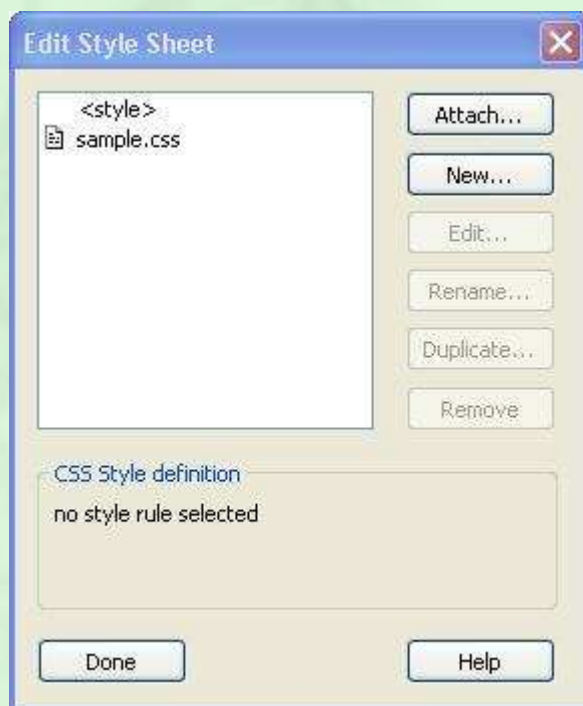 Edit Style Sheet
<style>
sample.css
Attach...
New...
Edit...
Rename...
Duplicate...
Remove
CSS Style definition
no style rule selected
Done
Help